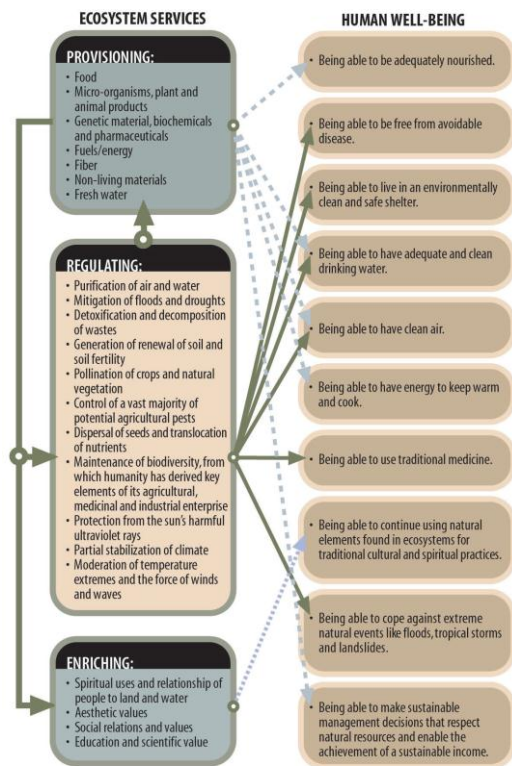 ECOSYSTEM SERVICES
PROVISIONING:
• Food
• Micro-organisms, plant and
animal products
• Genetic material, biochemicals
and pharmaceuticals
• Fuels/energy
• Fiber
• Non-living materials
• Fresh water
REGULATING:
• Purification of air and water
• Mitigation of floods and droughts
• Detoxification and decomposition
of wastes
• Generation of renewal of soil and
soil fertility
• Pollination of crops and natural
vegetation
• Control of a vast majority of
potential agricultural pests
• Dispersal of seeds and translocation
of nutrients
• Maintenance of biodiversity, from
which humanity has derived key
elements of its agricultural,
medicinal and industrial enterprise
• Protection from the sun's harmful
ultraviolet rays
• Partial stabilization of climate
• Moderation of temperature
extremes and the force of winds
and waves
ENRICHING:
• Spiritual uses and relationship of
people to land and water
• Aesthetic values
• Social relations and values
• Education and scientific value
HUMAN WELL-BEING
• Being able to be adequately nourished.
• Being able to be free from avoidable
disease.
• Being able to live in an environmentally
clean and safe shelter.
• Being able to have adequate and clean
drinking water.
• Being able to have clean air.
• Being able to have energy to keep warm
and cook.
• Being able to use traditional medicine.
• Being able to continue using natural
elements found in ecosystems for
traditional cultural and spiritual practices.
• Being able to cope against extreme
natural events like floods, tropical storms
and landslides.
• Being able to make sustainable
management decisions that respect
natural resources and enable the
achievement of a sustainable income.